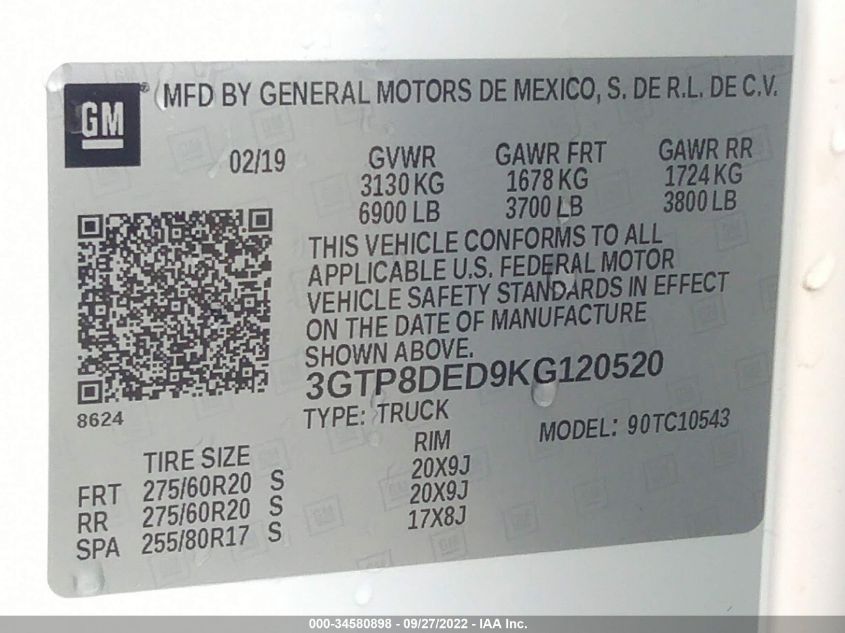 GM ® MFD BY GENERAL MOTORS DE MEXICO, S. DE R.L. DE C.V.
02/19 GVWR GAWR FRT GAWR RR
3130 KG 1678 KG 1724 KG
6900 LB 3700 LB 3800 LB
THIS VEHICLE CONFORMS TO ALL
APPLICABLE U.S. FEDERAL MOTOR
VEHICLE SAFETY STANDARDS IN EFFECT
ON THE DATE OF MANUFACTURE
SHOWN ABOVE.
3GTP8DED9KG120520
8624 TYPE: TRUCK MODEL: 90TC10543
TIRE SIZE RIM
FRT 275/60R20 S 20X9J
RR 275/60R20 S 20X9J
SPA 255/80R17 S 17X8J
000-34580898 - 09/27/2022 - IAA Inc.